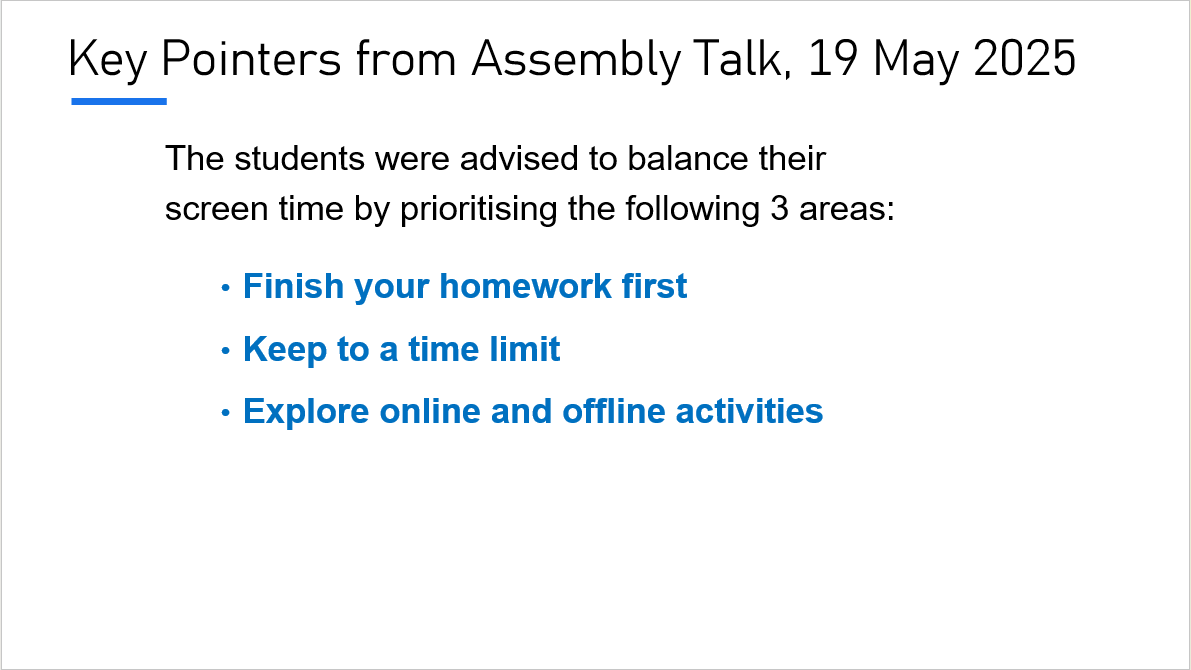 Key Pointers from Assembly Talk, 19 May 2025
The students were advised to balance their
screen time by prioritising the following 3 areas:
• Finish your homework first
• Keep to a time limit
• Explore online and offline activities